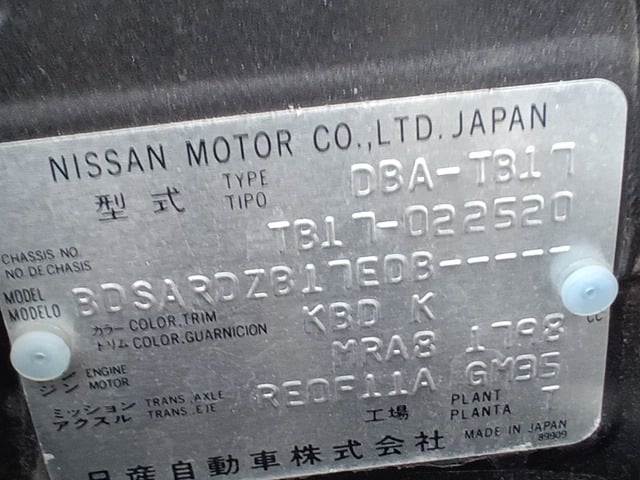 NISSAN MOTOR CO.,LTD. JAPAN
型式 TYPE TIPO DBA-TB17
CHASSIS NO. NO DE CHASIS TB17-022520
MODEL MODELO BDSARDZB17EDB-----
カラー トリム COLOR,TRIM COLOR,GUARNICION KBD K
ジン ENGINE MOTOR MRA8 1798 CC
ミッション アクスル TRANS. AXLE TRANS. ETE RE0F11A GM35
工場 PLANT PLANTA T
MADE IN JAPAN
89909
日産自動車株式会社